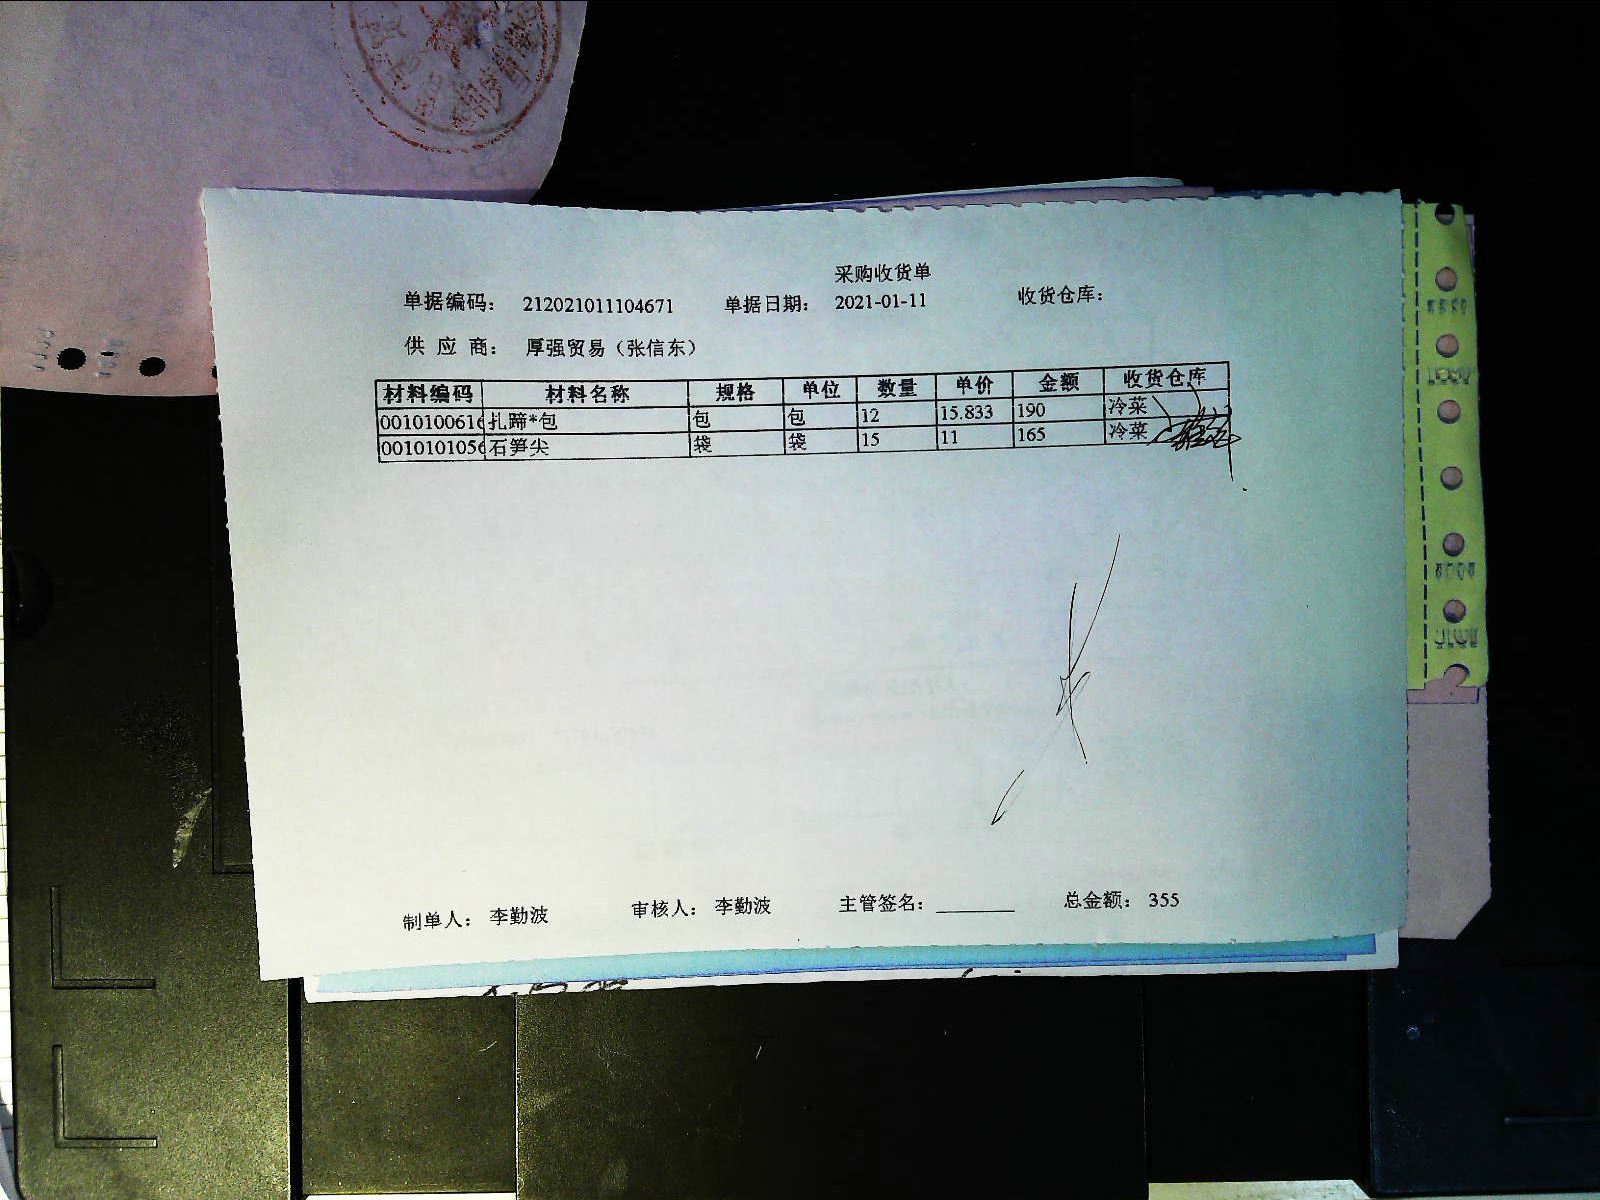 采购收货单
单据编码： 212021011104671 单据日期： 2021-01-11 收货仓库：
供 应 商： 厚强贸易（张信东）
材料编码 材料名称 规格 单位 数量 单价 金额 收货仓库
0010100616 扎蹄*包 包 包 12 15.833 190 冷菜
0010101056 石笋尖 袋 袋 15 11 165 冷菜
制单人： 李勤波 审核人： 李勤波 主管签名： 总金额： 355